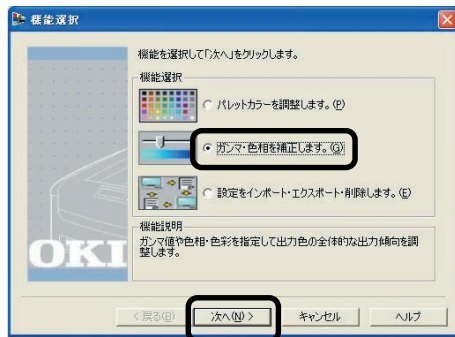 機能選択
機能を選択して「次へ」をクリックします。
機能選択
パレットカラーを調整します。(P)
ガンマ・色相を補正します。(G)
設定をインポート・エクスポート・削除します。(E)
機能説明
ガンマ値や色相・色彩を指定して出力色の全体的な出力傾向を調
整します。
OKI
< 戻る(B)
次へ(N) >
キャンセル
ヘルプ